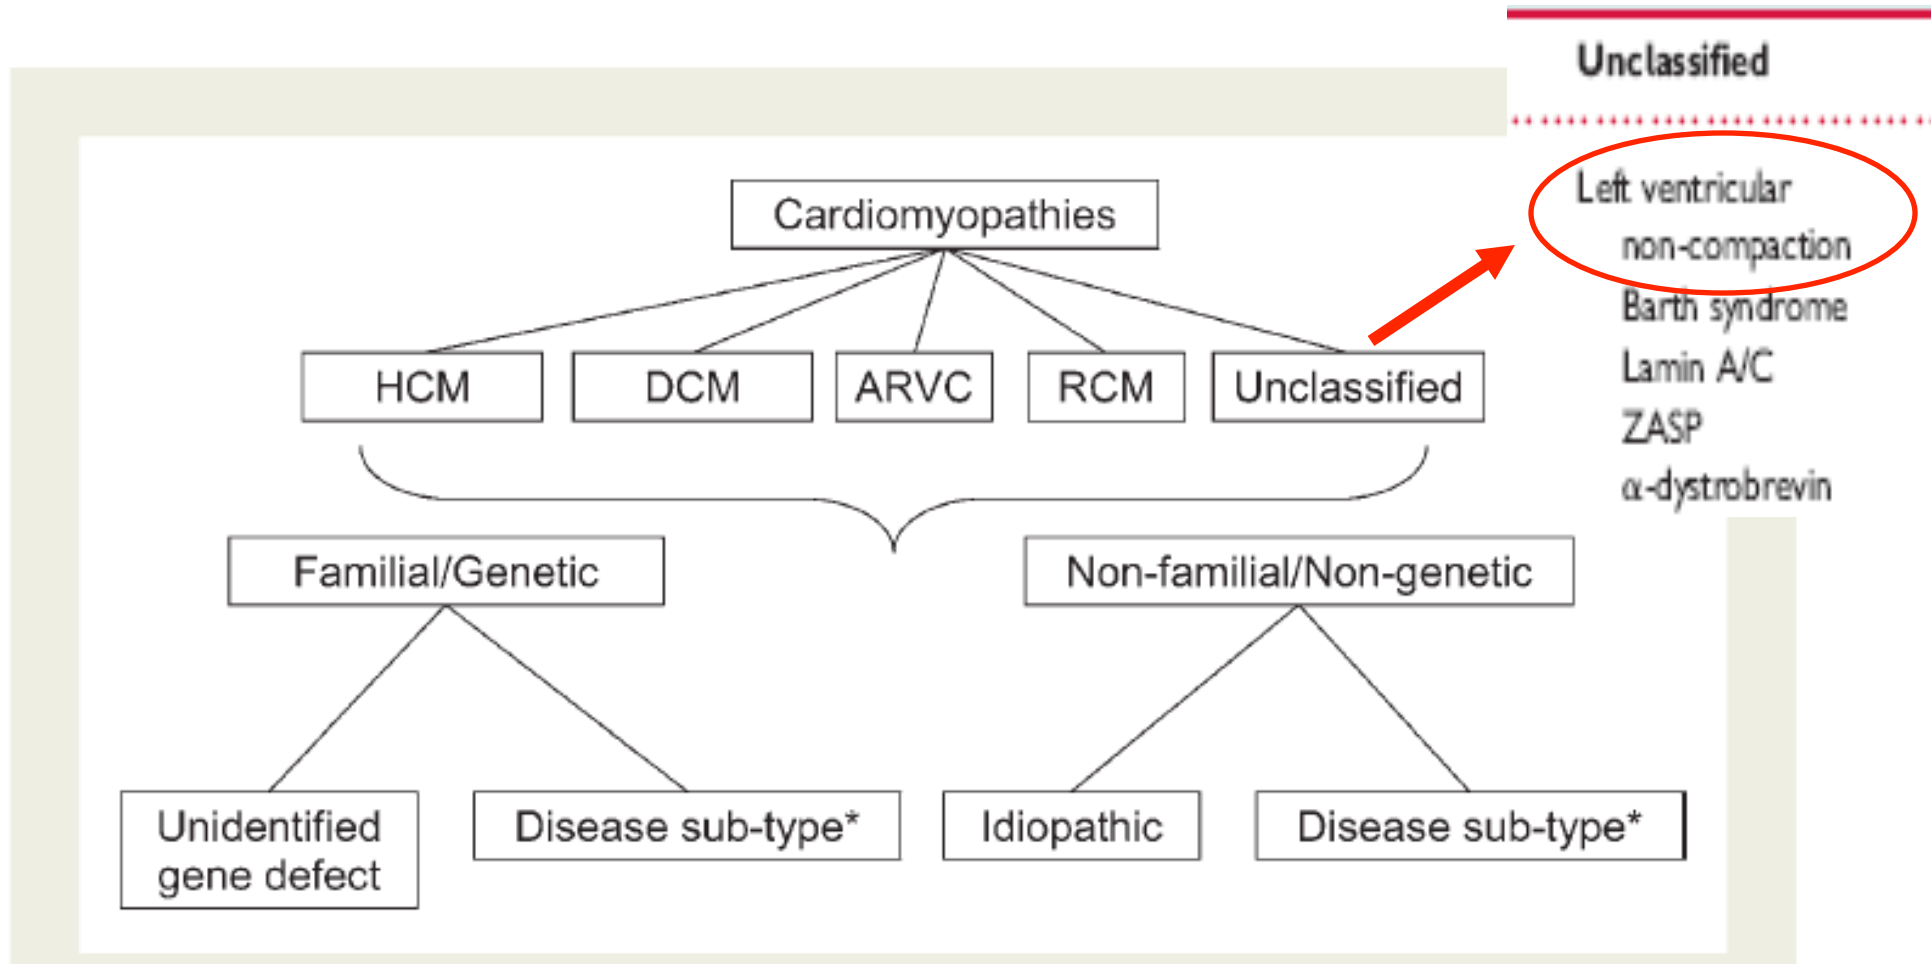 Unclassified
Left ventricular
non-compaction
Barth syndrome
Lamin A/C
ZASP
α-dystrobrevin
Cardiomyopathies
HCM
DCM
ARVC
RCM
Unclassified
Familial/Genetic
Non-familial/Non-genetic
Unidentified
gene defect
Disease sub-type*
Idiopathic
Disease sub-type*